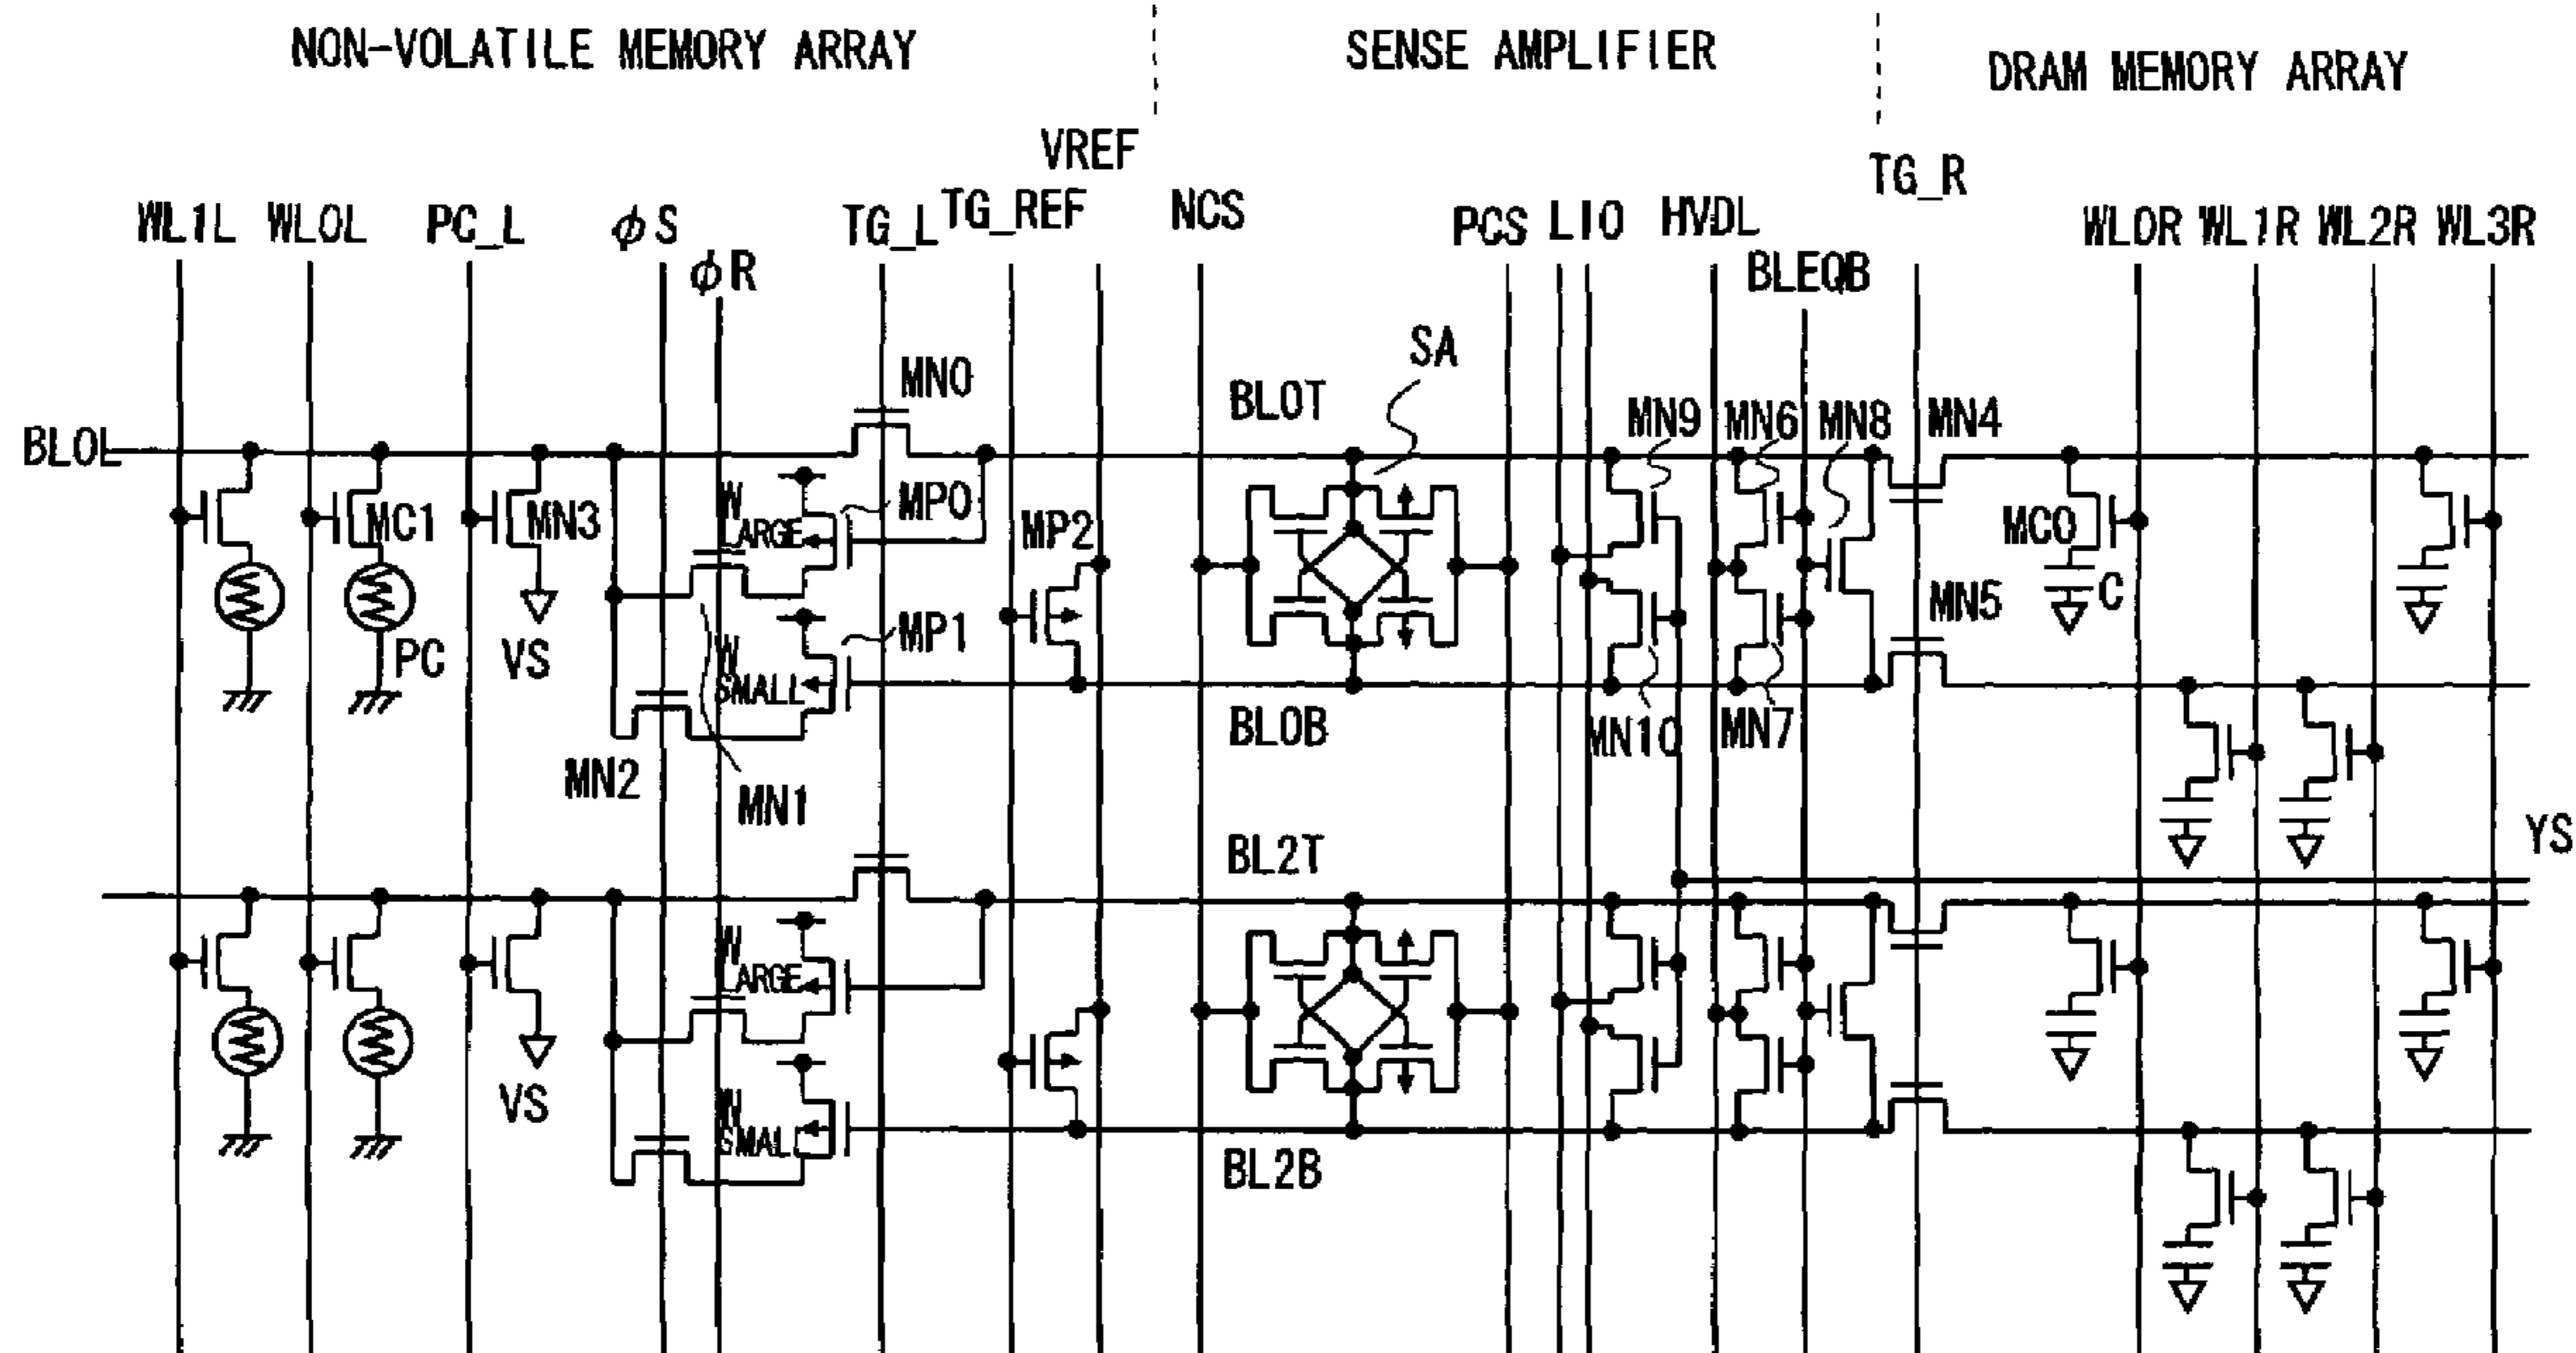 NON-VOLATILE MEMORY ARRAY
SENSE AMPLIFIER
DRAM MEMORY ARRAY
VREF
TG_R
WL1L
WL0L
PC_L
φS
TG_L
TG_REF
NCS
PCS
LIO
HVDL
WL0R
WL1R
WL2R
WL3R
φR
BLEQB
SA
MN0
BL0T
MN9
MN6
MN8
MN4
BL0L
W
LARGE
MP0
MC1
MN3
MP2
MC0
C
MN5
PC
VS
W
SMALL
MP1
BL0B
MN10
MN7
MN2
MN1
BL2T
YS
W
LARGE
VS
W
SMAL
BL2B